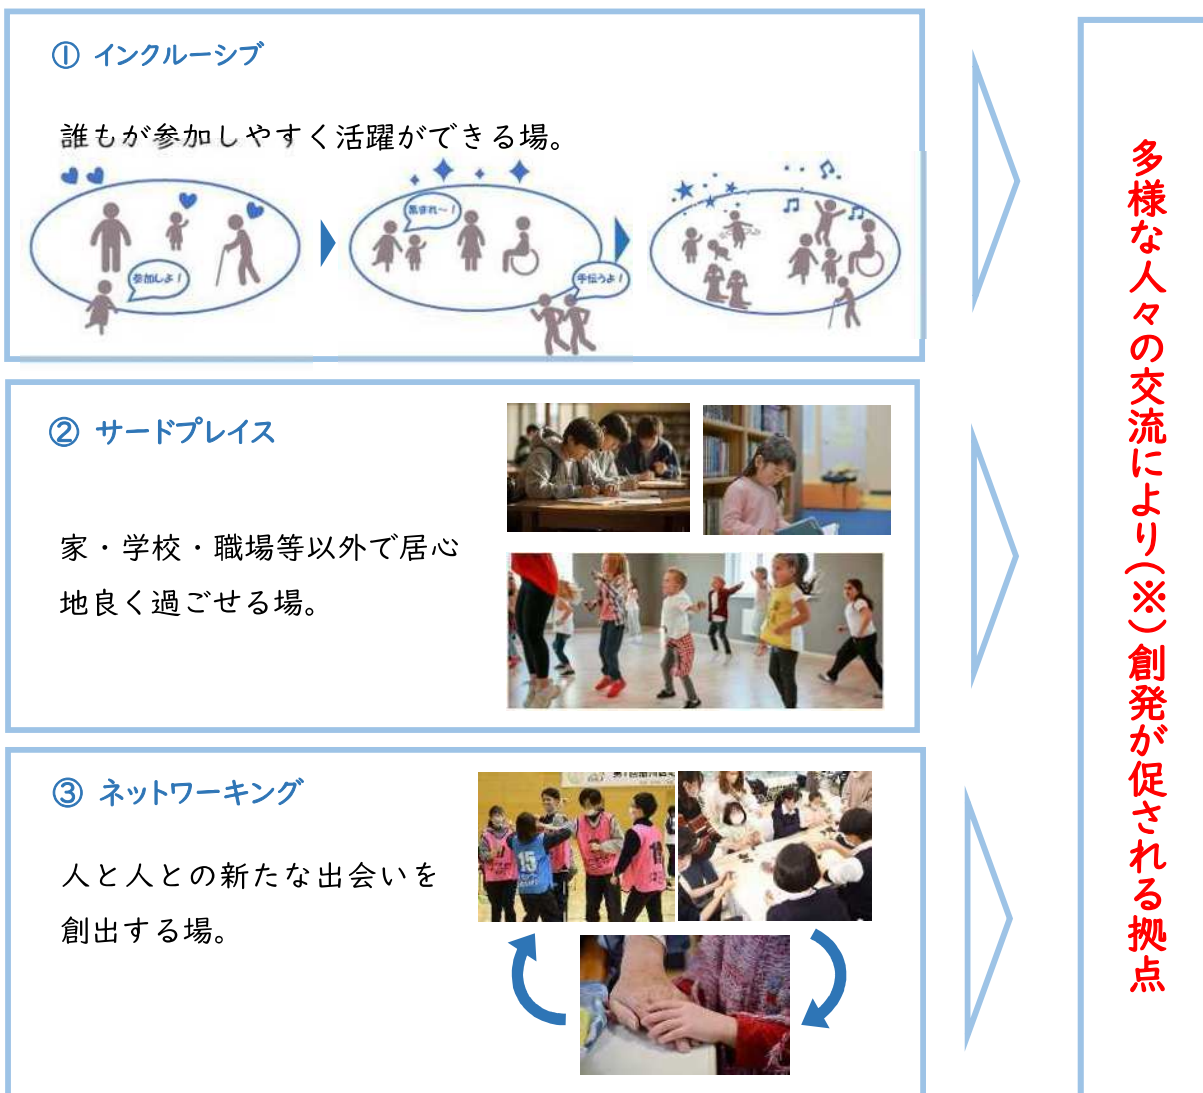 ① インクルーシブ
誰もが参加しやすく活躍ができる場。
参加しよ！
集まれ～！
手伝うよ！
② サードプレイス
家・学校・職場等以外で居心
地良く過ごせる場。
③ ネットワーキング
人と人との新たな出会いを
創出する場。
15
多様な人々の交流により(※)創発が促される拠点